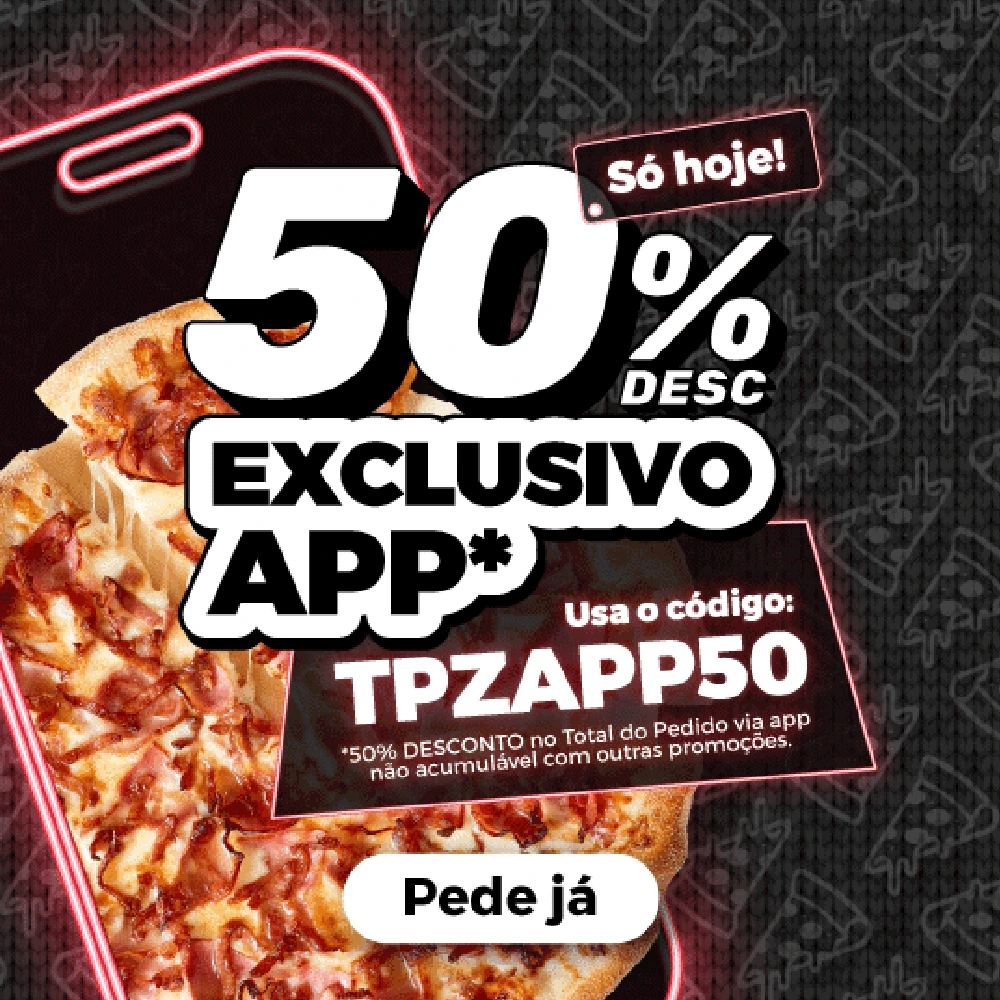 Só hoje!
50%
DESC
EXCLUSIVO
APP*
Usa o código:
TPZAPP50
*50% DESCONTO no Total do Pedido via app
não acumulável com outras promoções.
Pede já